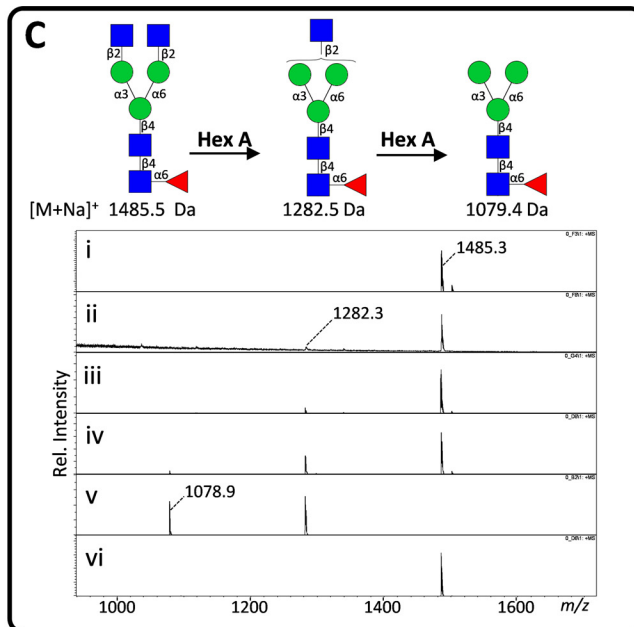 C
β2 β2
β2
α3 α6
α3 α6
α3 α6
β4
β4
β4
Hex A
Hex A
β4
β4
β4
α6
α6
α6
[M+Na]+ 1485.5 Da 1282.5 Da 1079.4 Da
Rel. Intensity
i
1485.3
ii
1282.3
iii
iv
v
1078.9
vi
1000 1200 1400 1600 m/z